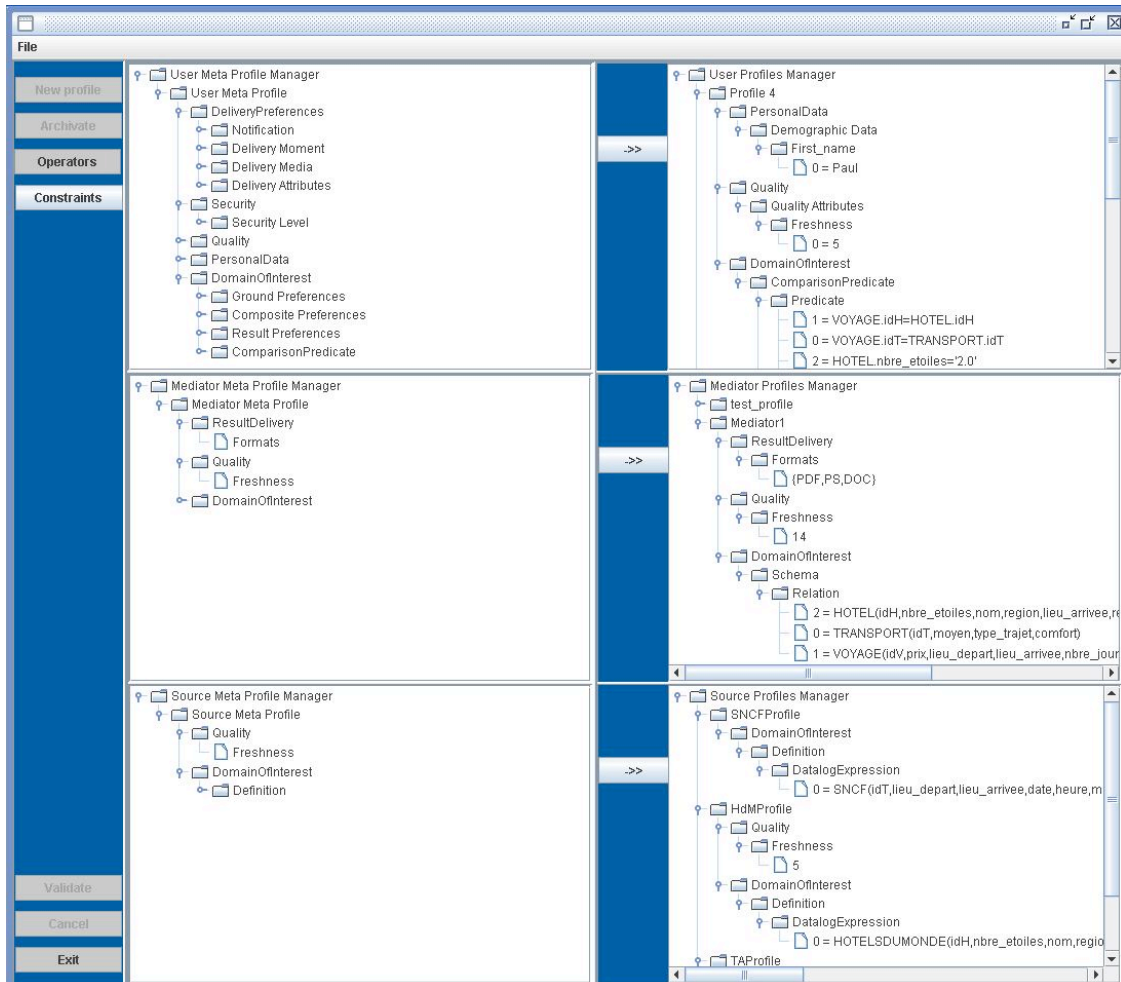 File
New profile
Archivate
Operators
Constraints
Validate
Cancel
Exit
User Meta Profile Manager
User Meta Profile
DeliveryPreferences
Notification
Delivery Moment
Delivery Media
Delivery Attributes
Security
Security Level
Quality
PersonalData
DomainOfInterest
Ground Preferences
Composite Preferences
Result Preferences
ComparisonPredicate
->>
User Profiles Manager
Profile 4
PersonalData
Demographic Data
First_name
0 = Paul
Quality
Quality Attributes
Freshness
0 = 5
DomainOfInterest
ComparisonPredicate
Predicate
1 = VOYAGE.idH=HOTEL.idH
0 = VOYAGE.idT=TRANSPORT.idT
2 = HOTEL.nbre_etoiles='2.0'
Mediator Meta Profile Manager
Mediator Meta Profile
ResultDelivery
Formats
Quality
Freshness
DomainOfInterest
->>
Mediator Profiles Manager
test_profile
Mediator1
ResultDelivery
Formats
{PDF,PS,DOC}
Quality
Freshness
14
DomainOfInterest
Schema
Relation
2 = HOTEL(idH,nbre_etoiles,nom,region,lieu_arrivee,re
0 = TRANSPORT(idT,moyen,type_trajet,comfort)
1 = VOYAGE(idV,prix,lieu_depart,lieu_arrivee,nbre_jour
Source Meta Profile Manager
Source Meta Profile
Quality
Freshness
DomainOfInterest
Definition
->>
Source Profiles Manager
SNCFProfile
DomainOfInterest
Definition
DatalogExpression
0 = SNCF(idT,lieu_depart,lieu_arrivee,date,heure,m
HdMProfile
Quality
Freshness
5
DomainOfInterest
Definition
DatalogExpression
0 = HOTELSDUMONDE(idH,nbre_etoiles,nom,regio
TAProfile